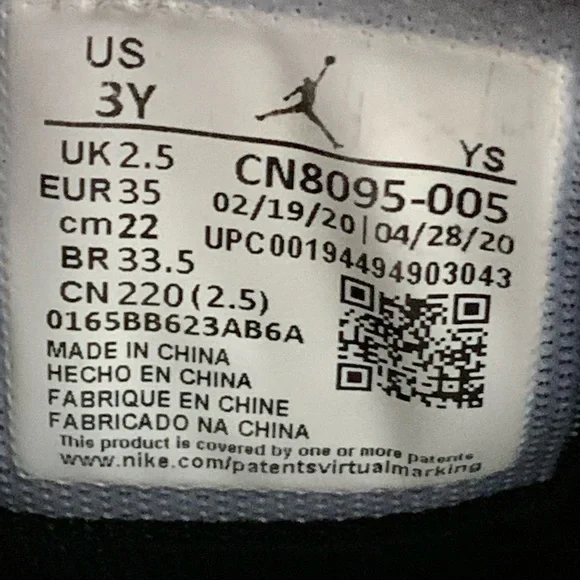 US
3Y
YS
UK 2.5
CN8095-005
EUR 35
02/19/20|04/28/20
cm 22
UPC00194494903043
BR 33.5
CN 220 (2.5)
0165BB623AB6A
MADE IN CHINA
HECHO EN CHINA
FABRIQUE EN CHINE
FABRICADO NA CHINA
This product is covered by one or more patents
www.nike.com/patentsvirtualmarking